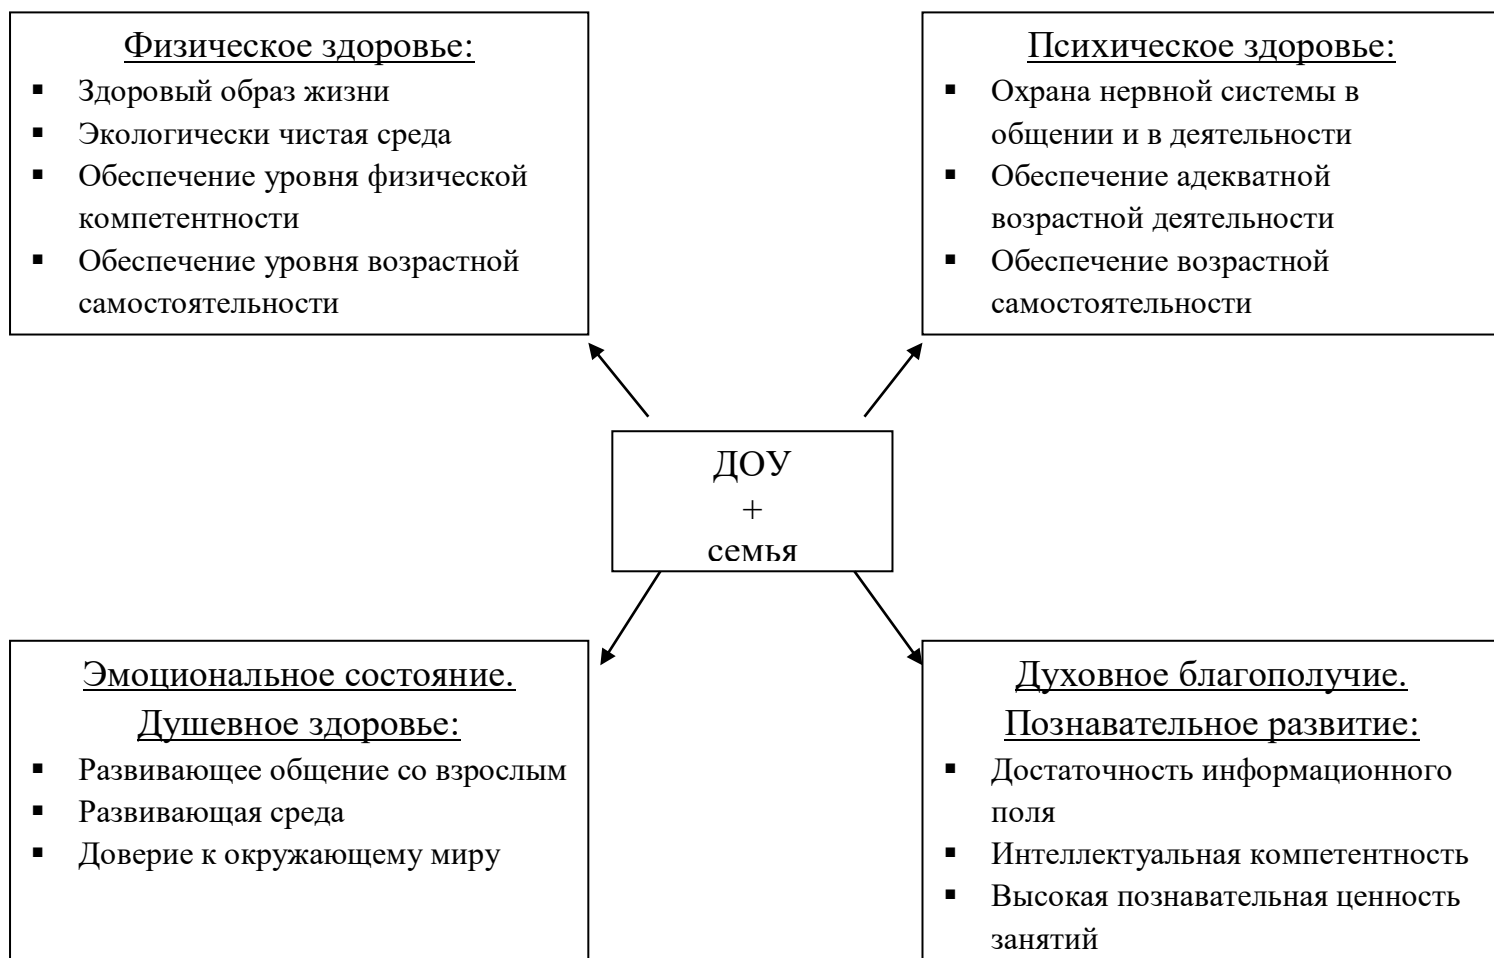 Физическое здоровье:
▪ Здоровый образ жизни
▪ Экологически чистая среда
▪ Обеспечение уровня физической
компетентности
▪ Обеспечение уровня возрастной
самостоятельности
Психическое здоровье:
▪ Охрана нервной системы в
общении и в деятельности
▪ Обеспечение адекватной
возрастной деятельности
▪ Обеспечение возрастной
самостоятельности
ДОУ
+
семья
Эмоциональное состояние.
Душевное здоровье:
▪ Развивающее общение со взрослым
▪ Развивающая среда
▪ Доверие к окружающему миру
Духовное благополучие.
Познавательное развитие:
▪ Достаточность информационного
поля
▪ Интеллектуальная компетентность
▪ Высокая познавательная ценность
занятий